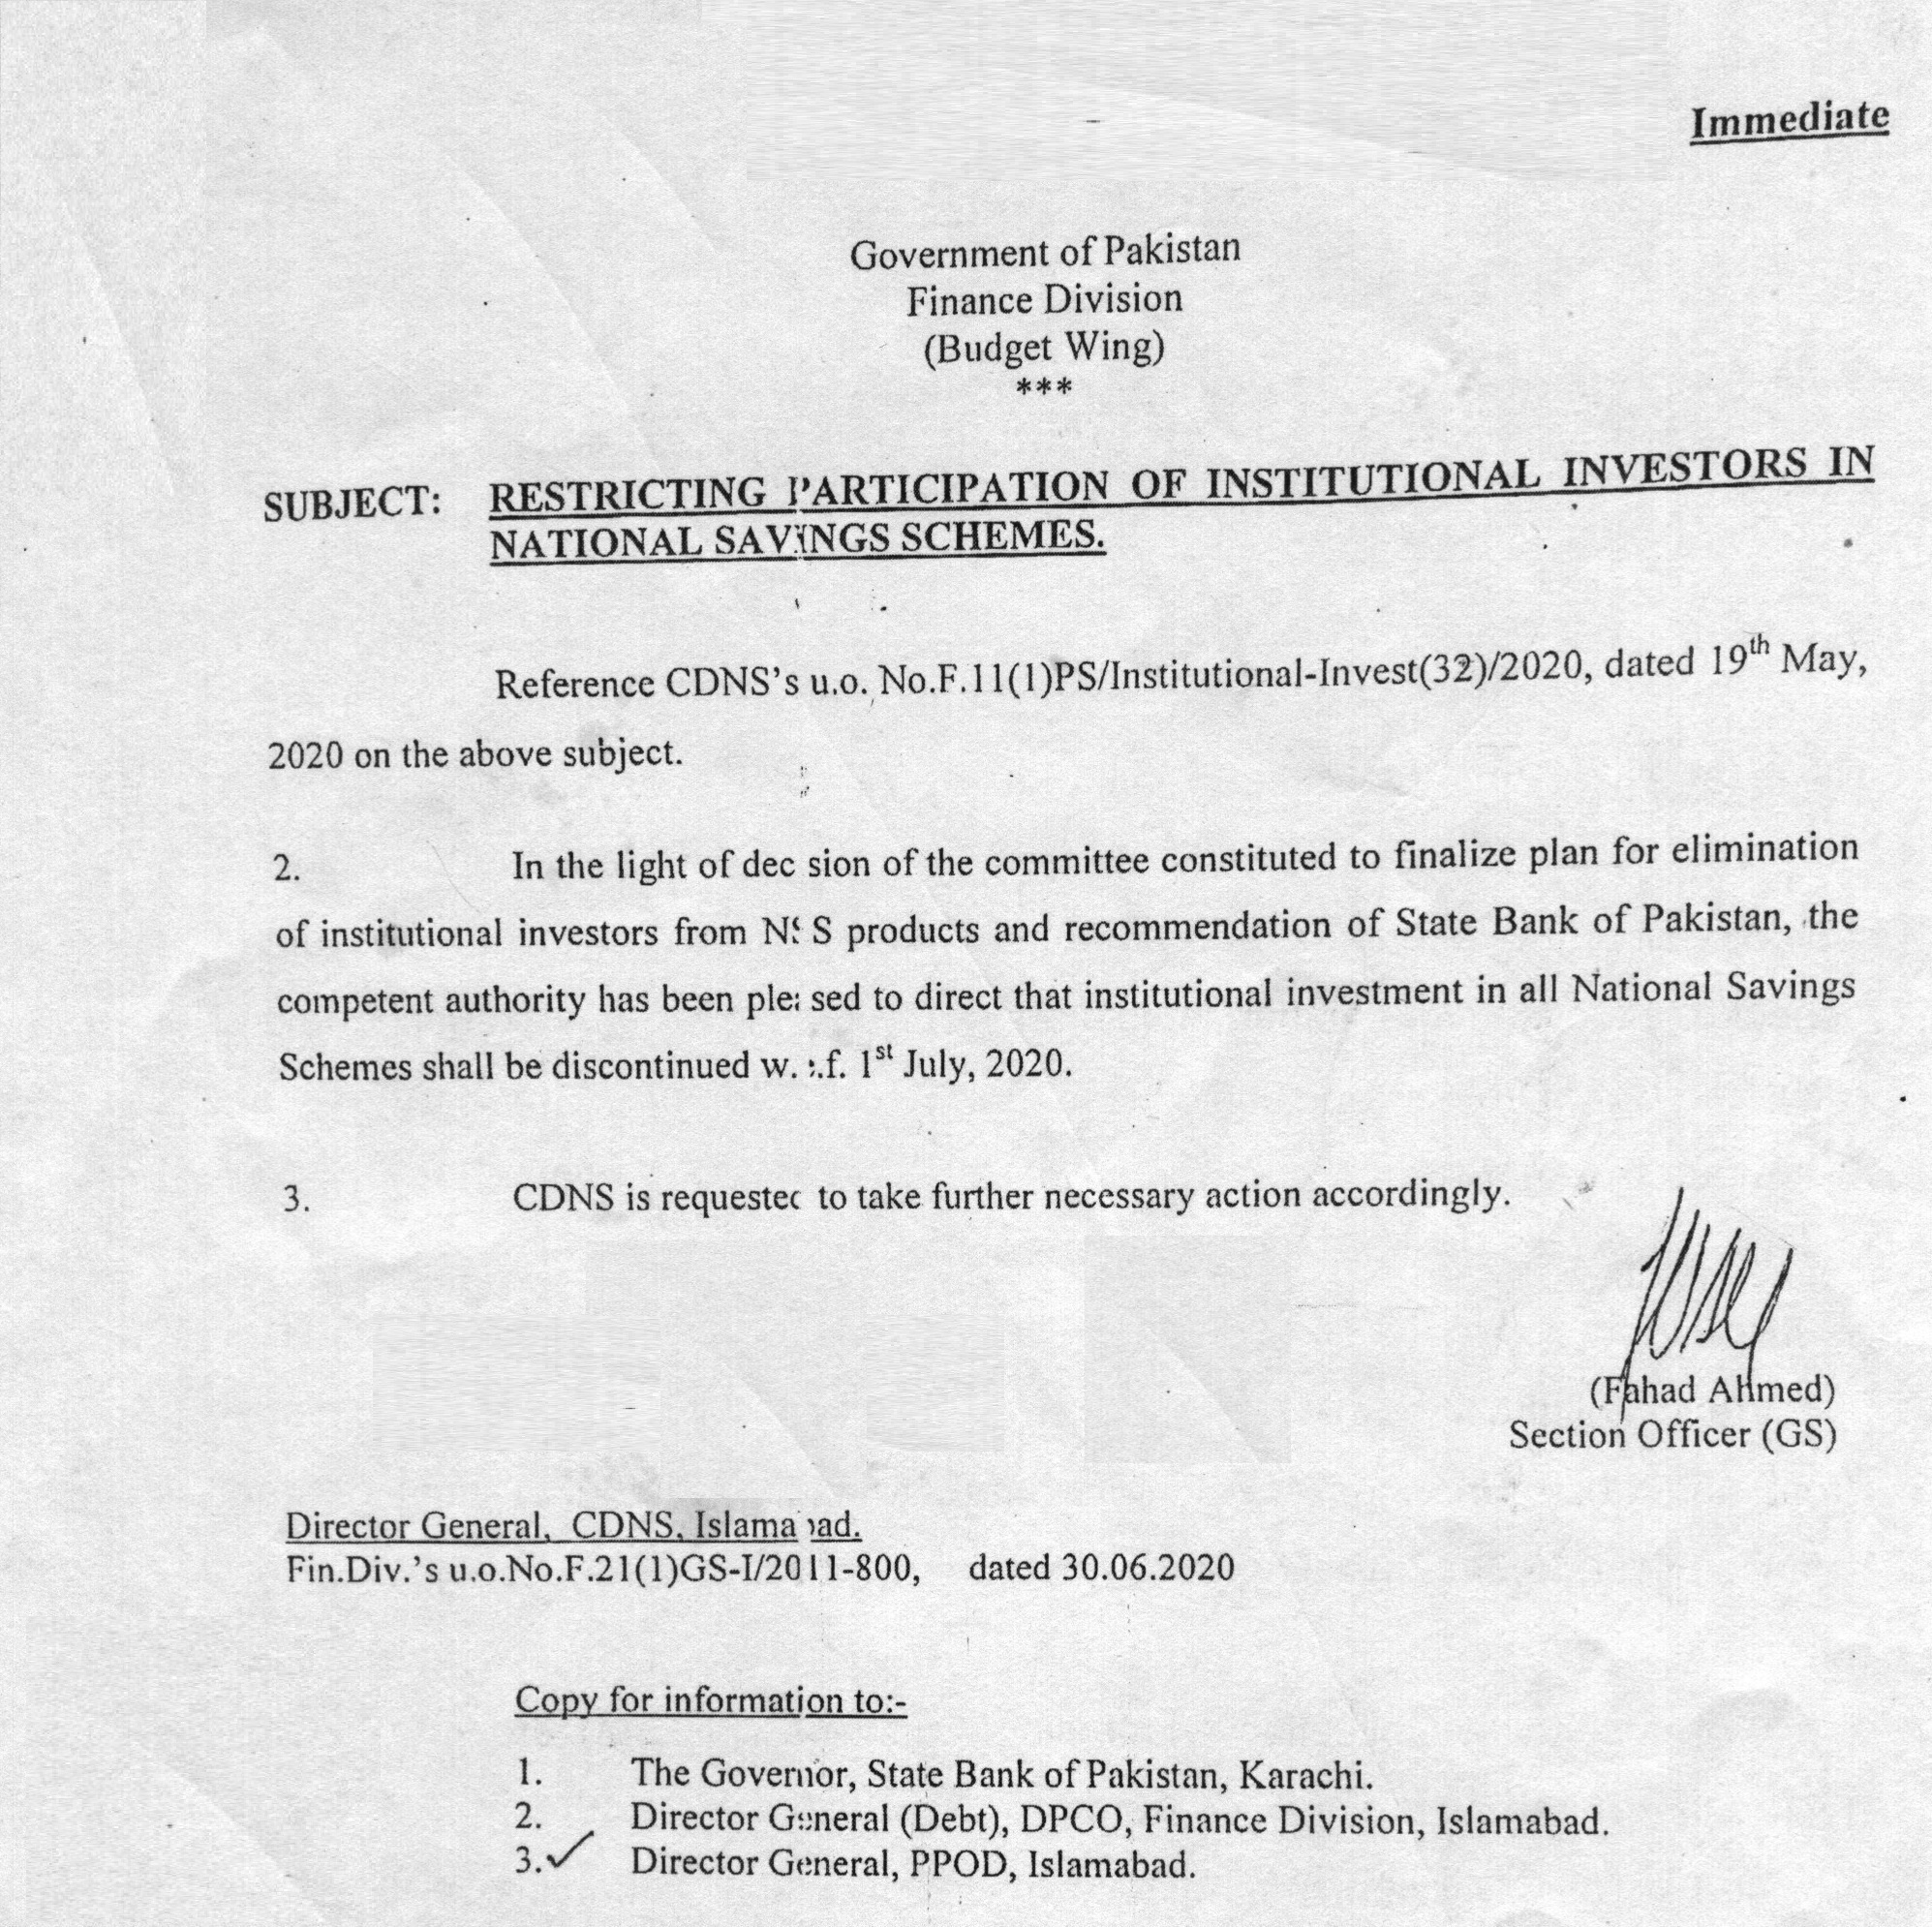 Immediate
Government of Pakistan
Finance Division
(Budget Wing)
***
SUBJECT: RESTRICTING PARTICIPATION OF INSTITUTIONAL INVESTORS IN
NATIONAL SAVINGS SCHEMES.
Reference CDNS's u.o. No.F.11(1)PS/Institutional-Invest(32)/2020, dated 19th May,
2020 on the above subject.
2. In the light of decision of the committee constituted to finalize plan for elimination
of institutional investors from NSS products and recommendation of State Bank of Pakistan, the
competent authority has been pleased to direct that institutional investment in all National Savings
Schemes shall be discontinued w.e.f. 1st July, 2020.
3. CDNS is requested to take further necessary action accordingly.
(Fahad Ahmed)
Section Officer (GS)
Director General, CDNS, Islamabad.
Fin.Div.'s u.o.No.F.21(1)GS-I/2011-800, dated 30.06.2020
Copy for information to:-
1. The Governor, State Bank of Pakistan, Karachi.
2. Director General (Debt), DPCO, Finance Division, Islamabad.
3. Director General, PPOD, Islamabad.